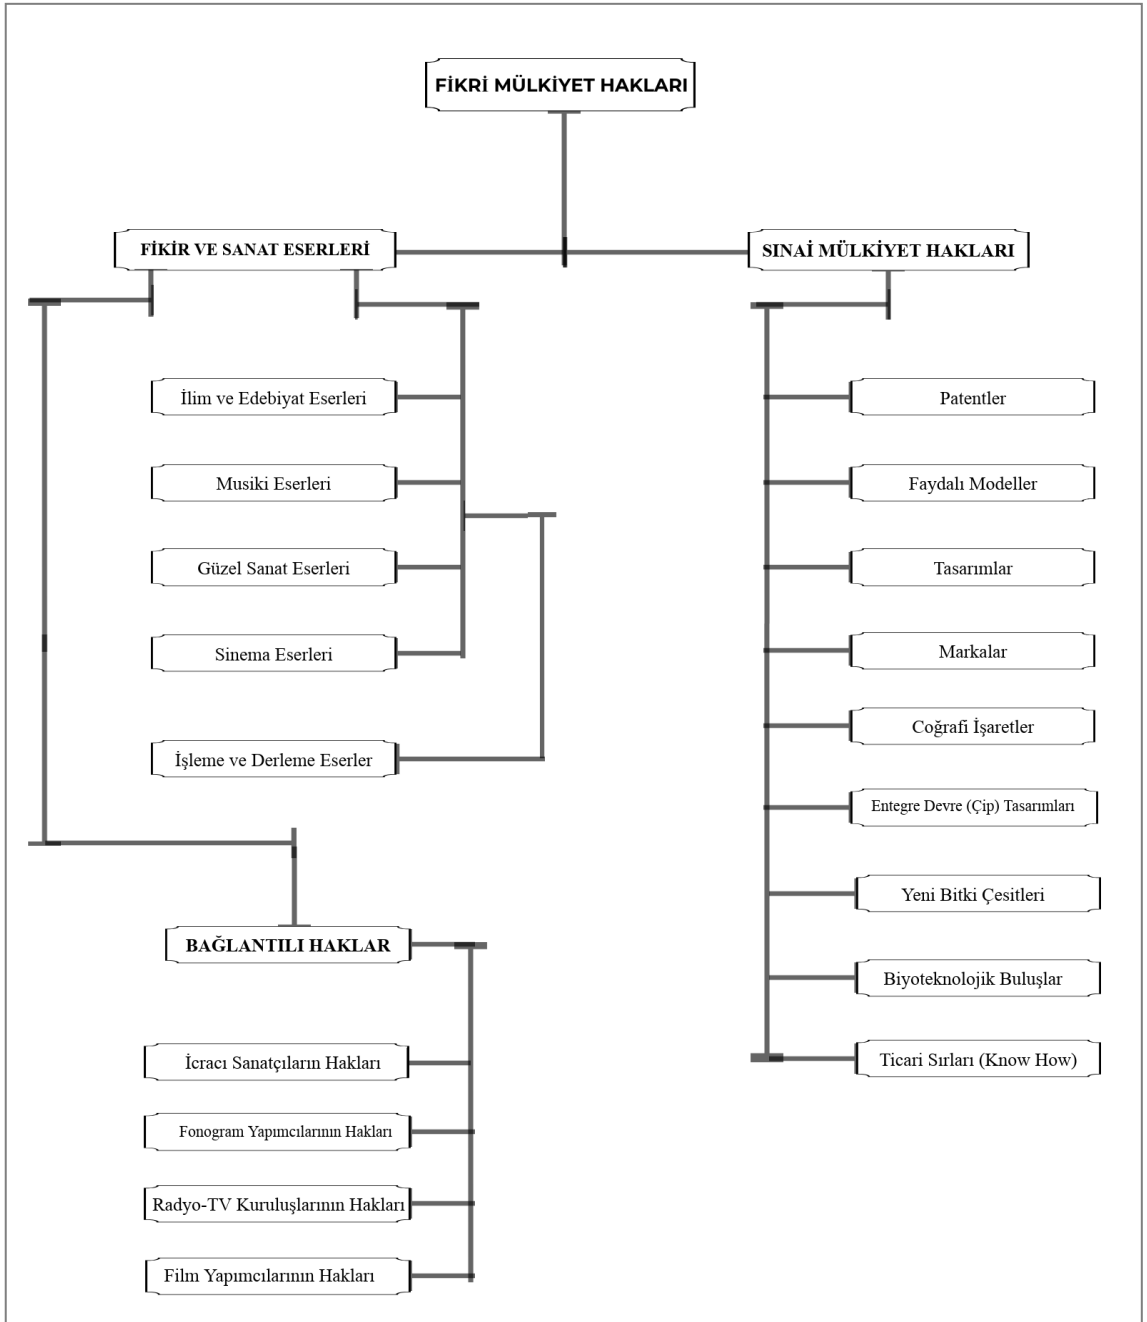 FİKRİ MÜLKİYET HAKLARI
FİKİR VE SANAT ESERLERİ
SINAİ MÜLKİYET HAKLARI
İlim ve Edebiyat Eserleri
Musiki Eserleri
Güzel Sanat Eserleri
Sinema Eserleri
İşleme ve Derleme Eserler
BAĞLANTILI HAKLAR
İcracı Sanatçıların Hakları
Fonogram Yapımcılarının Hakları
Radyo-TV Kuruluşlarının Hakları
Film Yapımcılarının Hakları
Patentler
Faydalı Modeller
Tasarımlar
Markalar
Coğrafi İşaretler
Entegre Devre (Çip) Tasarımları
Yeni Bitki Çesitleri
Biyoteknolojik Buluşlar
Ticari Sırları (Know How)